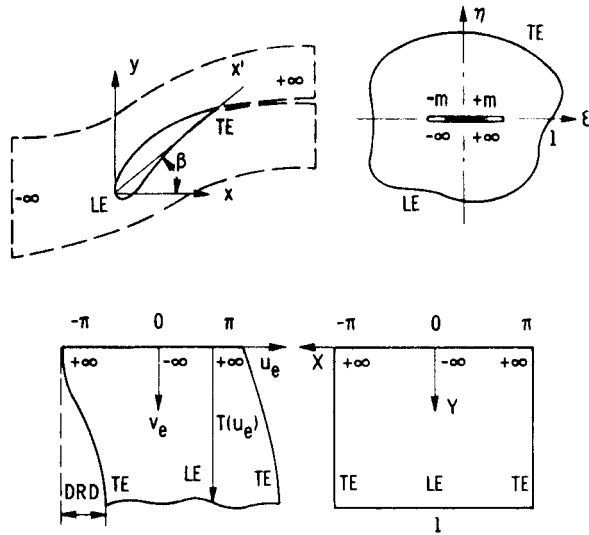 y
x'
+∞
TE
β
-∞
LE
x
η
TE
-m +m
-∞ +∞
1
ξ
LE
-π 0 π
+∞ -∞ +∞
u_e
v_e
T(u_e)
TE LE TE
DRD
-π 0 π
X
+∞ -∞ +∞
Y
TE LE TE
1